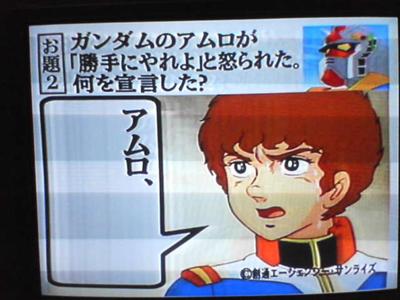 お題2
ガンダムのアムロが
「勝手にやれよ」と怒られた。
何を宣言した?
アムロ、
©創通エージェンシー・サンライズ